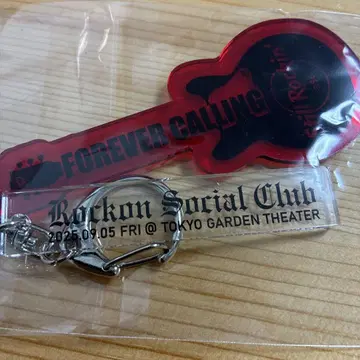 FOREVER CALLING
Rockon Social Club
2025.09.05 FRI @ TOKYO GARDEN THEATER